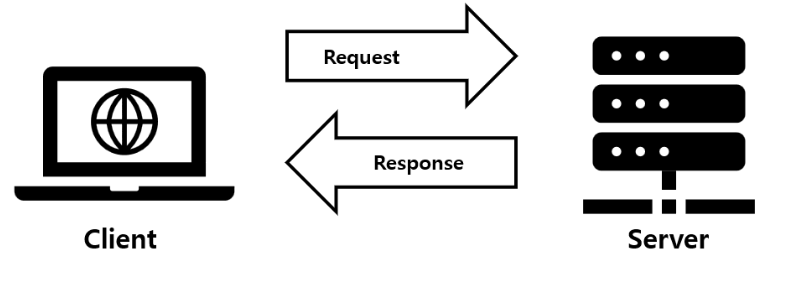 Request
Response
Client
Server